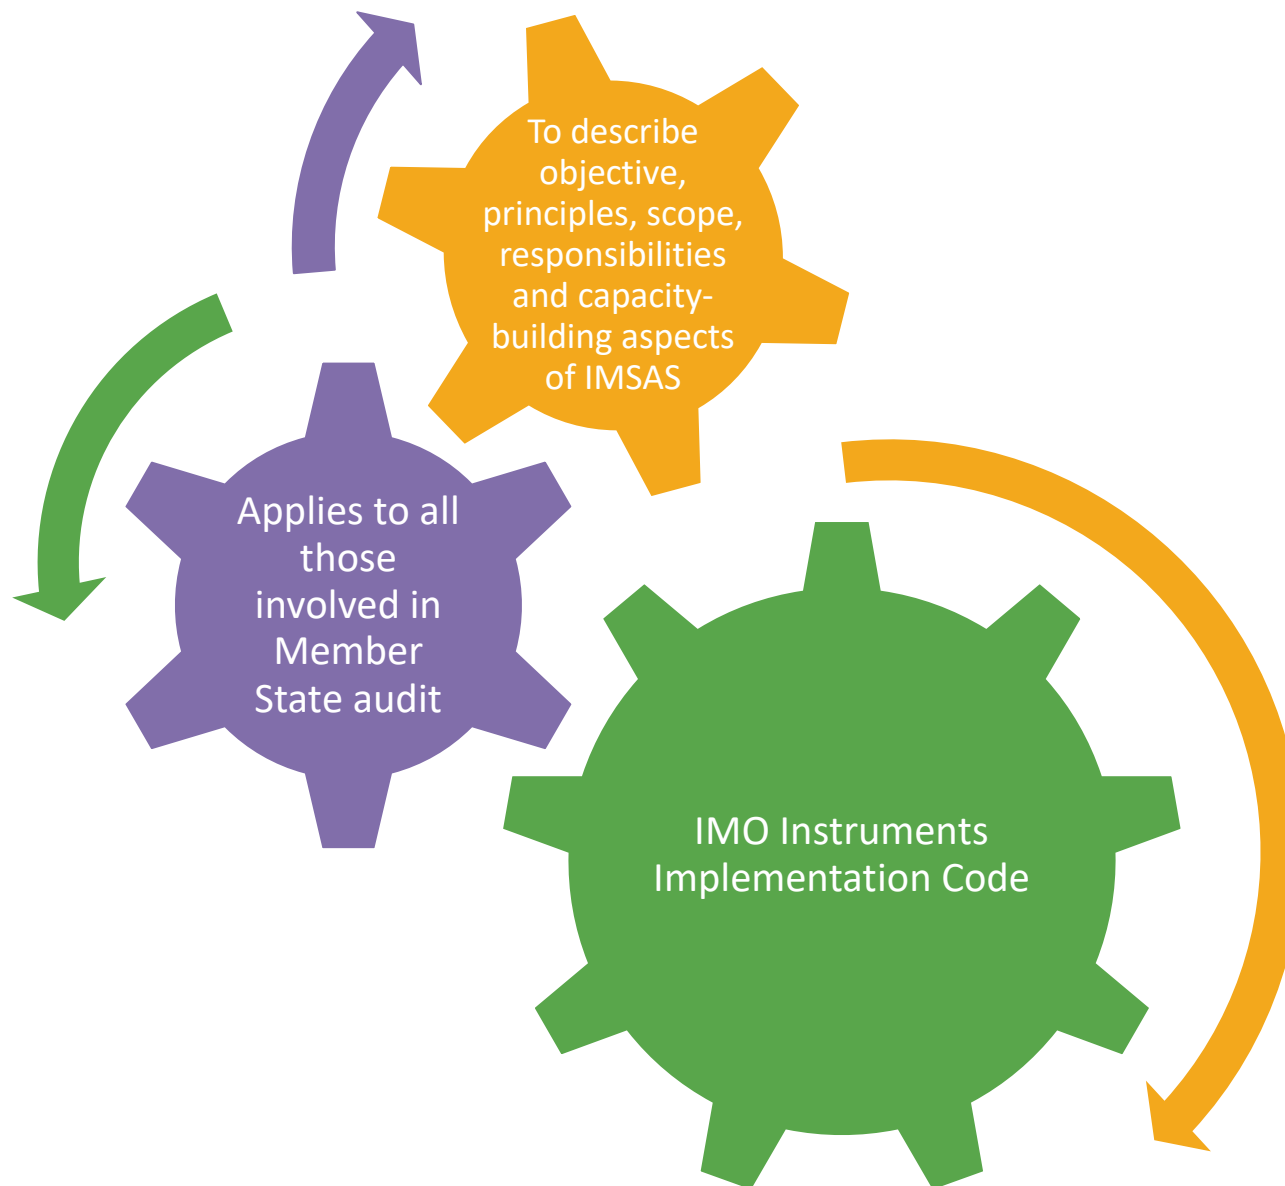 To describe
objective,
principles, scope,
responsibilities
and capacity-
building aspects
of IMSAS
Applies to all
those
involved in
Member
State audit
IMO Instruments
Implementation Code